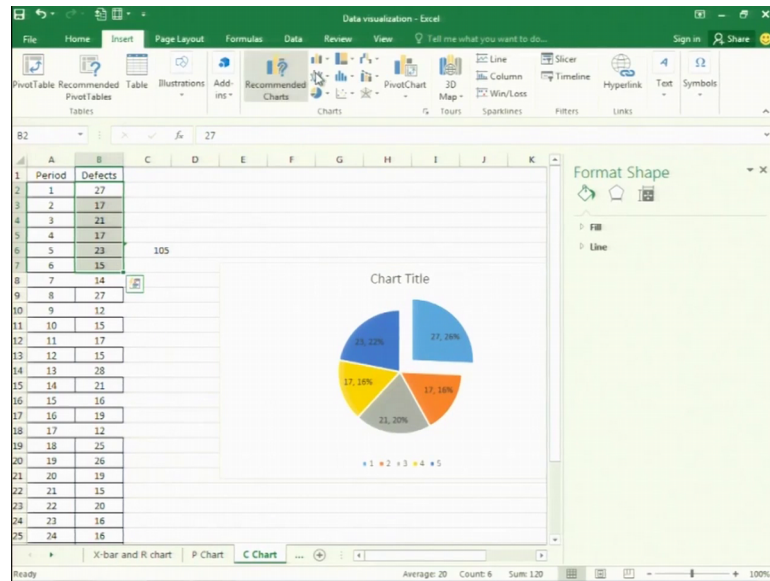 Data visualization - Excel
File Home Insert Page Layout Formulas Data Review View Tell me what you want to do... Sign in Share
PivotTable Recommended PivotTables Table Illustrations Add-ins Recommended Charts PivotChart 3D Map Line Column Win/Loss Slicer Timeline Hyperlink Text Symbols
Tables Charts Tours Sparklines Filters Links
B2 fx 27
A B C D E F G H I J K
1 Period Defects
2 1 27
3 2 17
4 3 21
5 4 17
6 5 23 105
7 6 15
8 7 14
9 8 27
10 9 12
11 10 15
12 11 17
13 12 15
14 13 28
15 14 21
16 15 16
17 16 19
18 17 12
19 18 25
20 19 26
21 20 19
22 21 15
23 22 20
24 23 16
25 24 16
Chart Title
27, 26%
23, 22%
17, 16%
17, 16%
21, 20%
1 2 3 4 5
Format Shape
Fill
Line
X-bar and R chart P Chart C Chart ...
Ready Average: 20 Count: 6 Sum: 120 100%